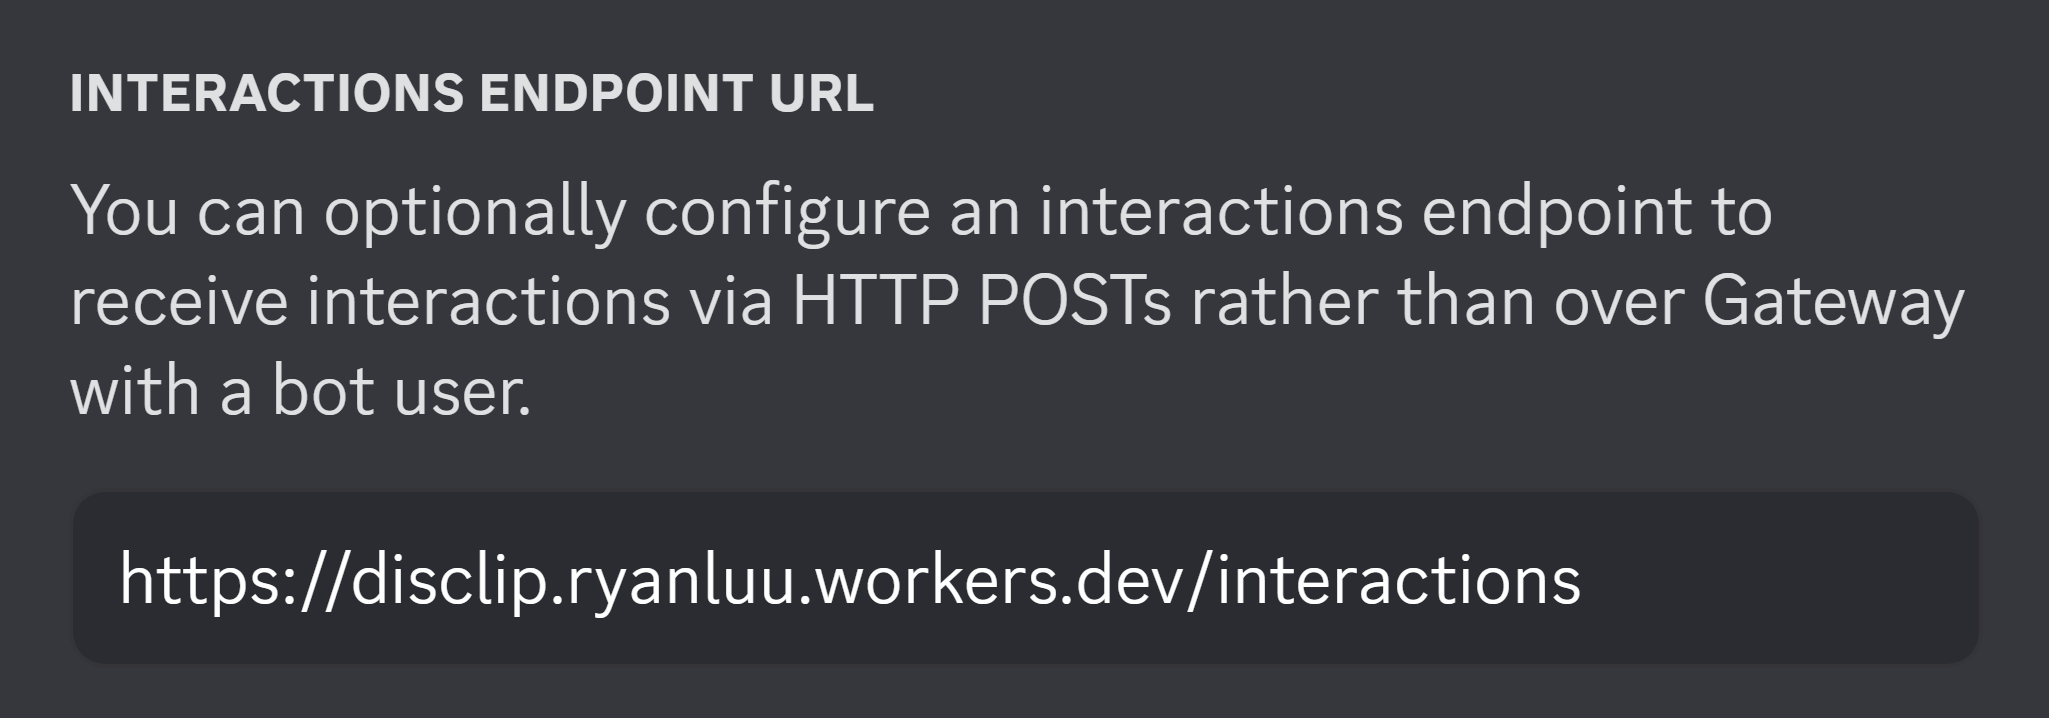 INTERACTIONS ENDPOINT URL
You can optionally configure an interactions endpoint to
receive interactions via HTTP POSTs rather than over Gateway
with a bot user.
https://disclip.ryanluu.workers.dev/interactions